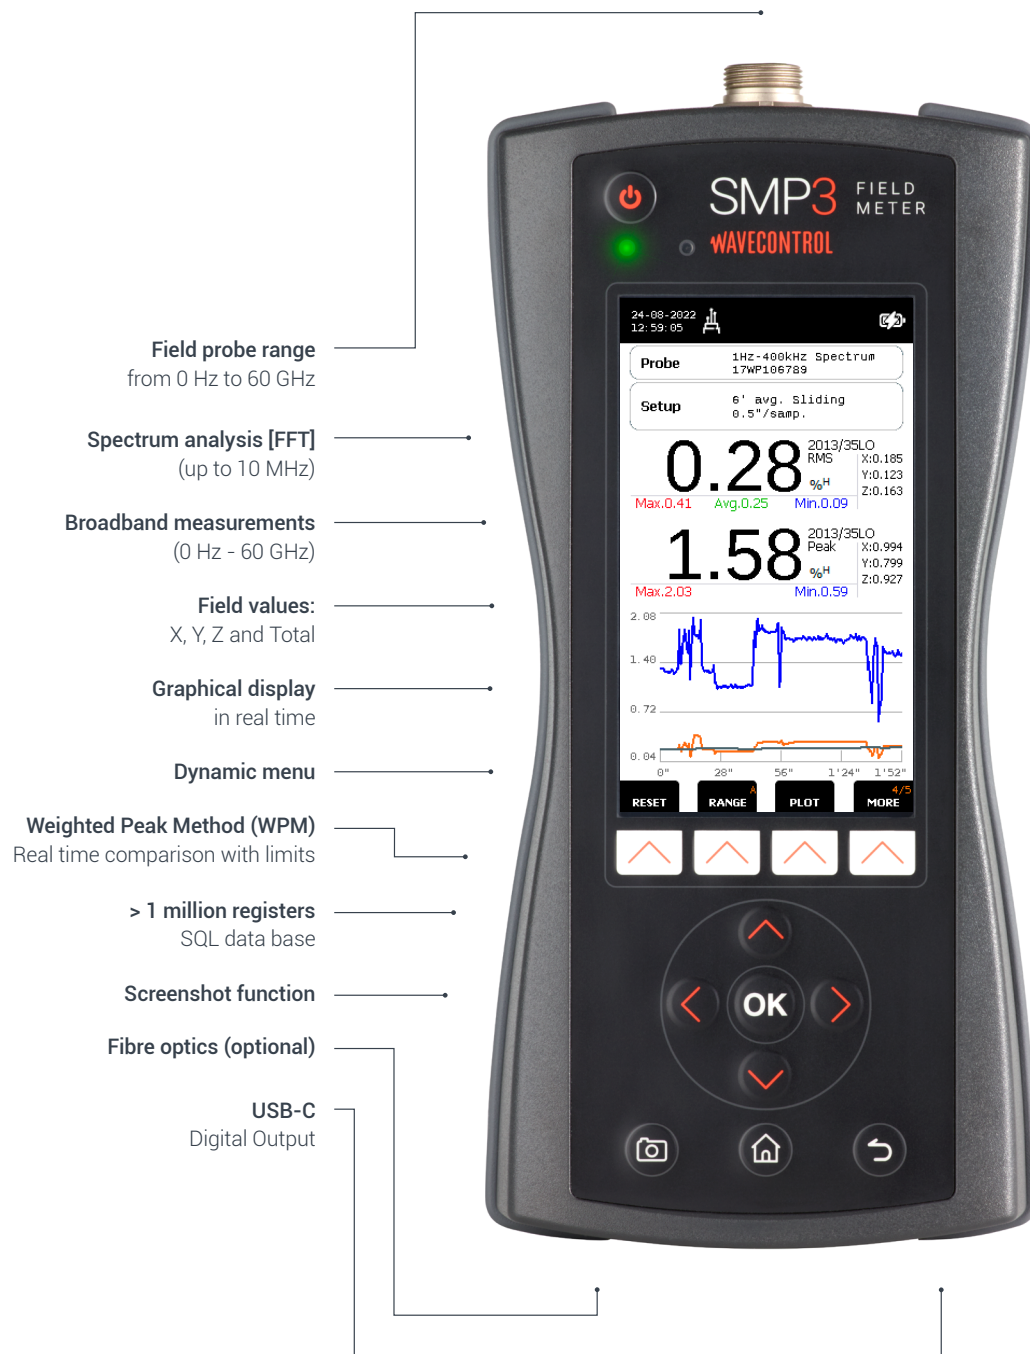 Field probe range
from 0 Hz to 60 GHz
Spectrum analysis [FFT]
(up to 10 MHz)
Broadband measurements
(0 Hz - 60 GHz)
Field values:
X, Y, Z and Total
Graphical display
in real time
Dynamic menu
Weighted Peak Method (WPM)
Real time comparison with limits
> 1 million registers
SQL data base
Screenshot function
Fibre optics (optional)
USB-C
Digital Output
SMP3 FIELD METER
WAVECONTROL
24-08-2022
12:59:05
Probe
1Hz-400kHz Spectrum
17WP106789
Setup
6' avg. Sliding
0.5"/samp.
0.28
2013/35LO
RMS
%H
X:0.185
Y:0.123
Z:0.163
Max.0.41 Avg.0.25 Min.0.09
1.58
2013/35LO
Peak
%H
X:0.994
Y:0.799
Z:0.927
Max.2.03 Min.0.59
2.08
1.40
0.72
0.04
0" 28" 56" 1'24" 1'52"
A 4/5
RESET RANGE PLOT MORE
OK